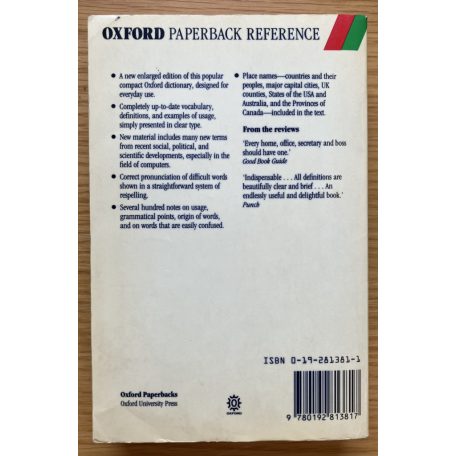 OXFORD PAPERBACK REFERENCE
• A new enlarged edition of this popular
compact Oxford dictionary, designed for
everyday use.
• Completely up-to-date vocabulary,
definitions, and examples of usage,
simply presented in clear type.
• New material includes many new terms
from recent social, political, and
scientific developments, especially in the
field of computers.
• Correct pronunciation of difficult words
shown in a straightforward system of
respelling.
• Several hundred notes on usage,
grammatical points, origin of words,
and on words that are easily confused.
• Place names—countries and their
peoples, major capital cities, UK
counties, States of the USA and
Australia, and the Provinces of
Canada—included in the text.
From the reviews
'Every home, office, secretary and boss
should have one.'
Good Book Guide
'Indispensable . . . All definitions are
beautifully clear and brief . . . An
endlessly useful and delightful book.'
Punch
ISBN 0-19-281381-1
Oxford Paperbacks
Oxford University Press
OXFORD
9 780192 813817